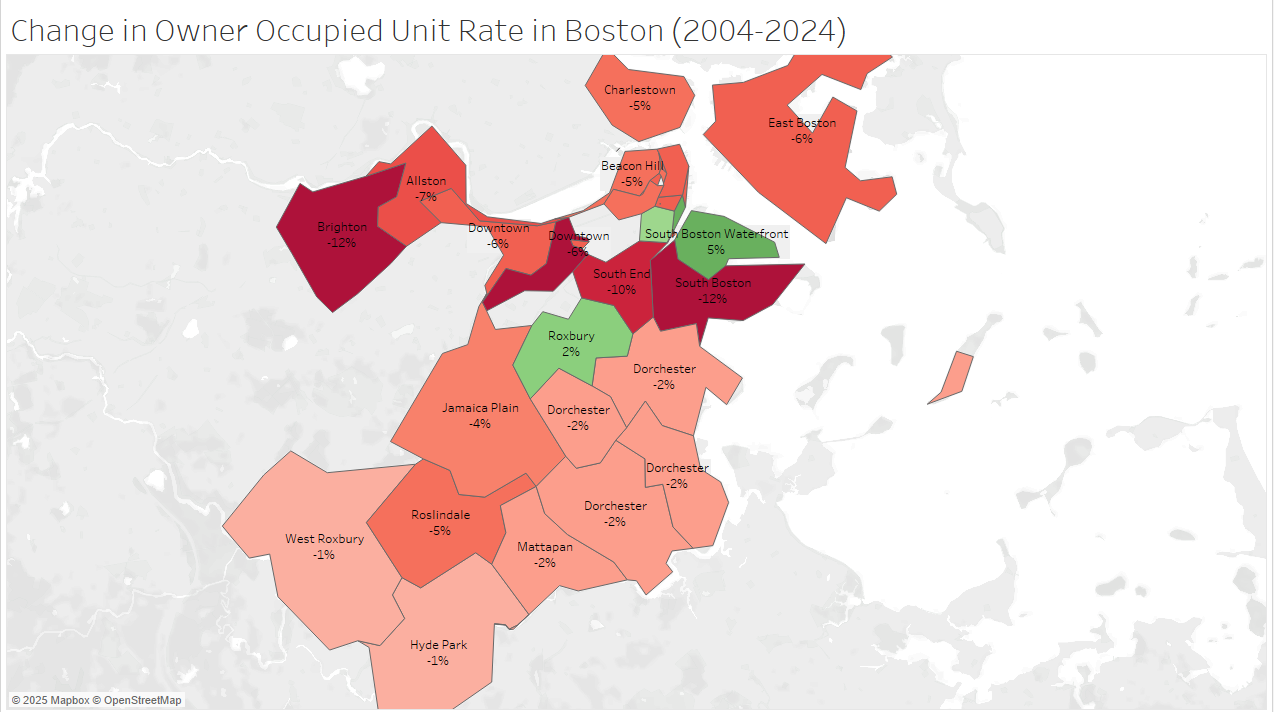 Change in Owner Occupied Unit Rate in Boston (2004-2024)
Charlestown
-5%
East Boston
-6%
Beacon Hill
-5%
Allston
-7%
Brighton
-12%
Downtown
-6%
Downtown
-6%
South Boston Waterfront
5%
South End
-10%
South Boston
-12%
Roxbury
2%
Dorchester
-2%
Jamaica Plain
-4%
Dorchester
-2%
Dorchester
-2%
Roslindale
-5%
Dorchester
-2%
West Roxbury
-1%
Mattapan
-2%
Hyde Park
-1%
© 2025 Mapbox © OpenStreetMap